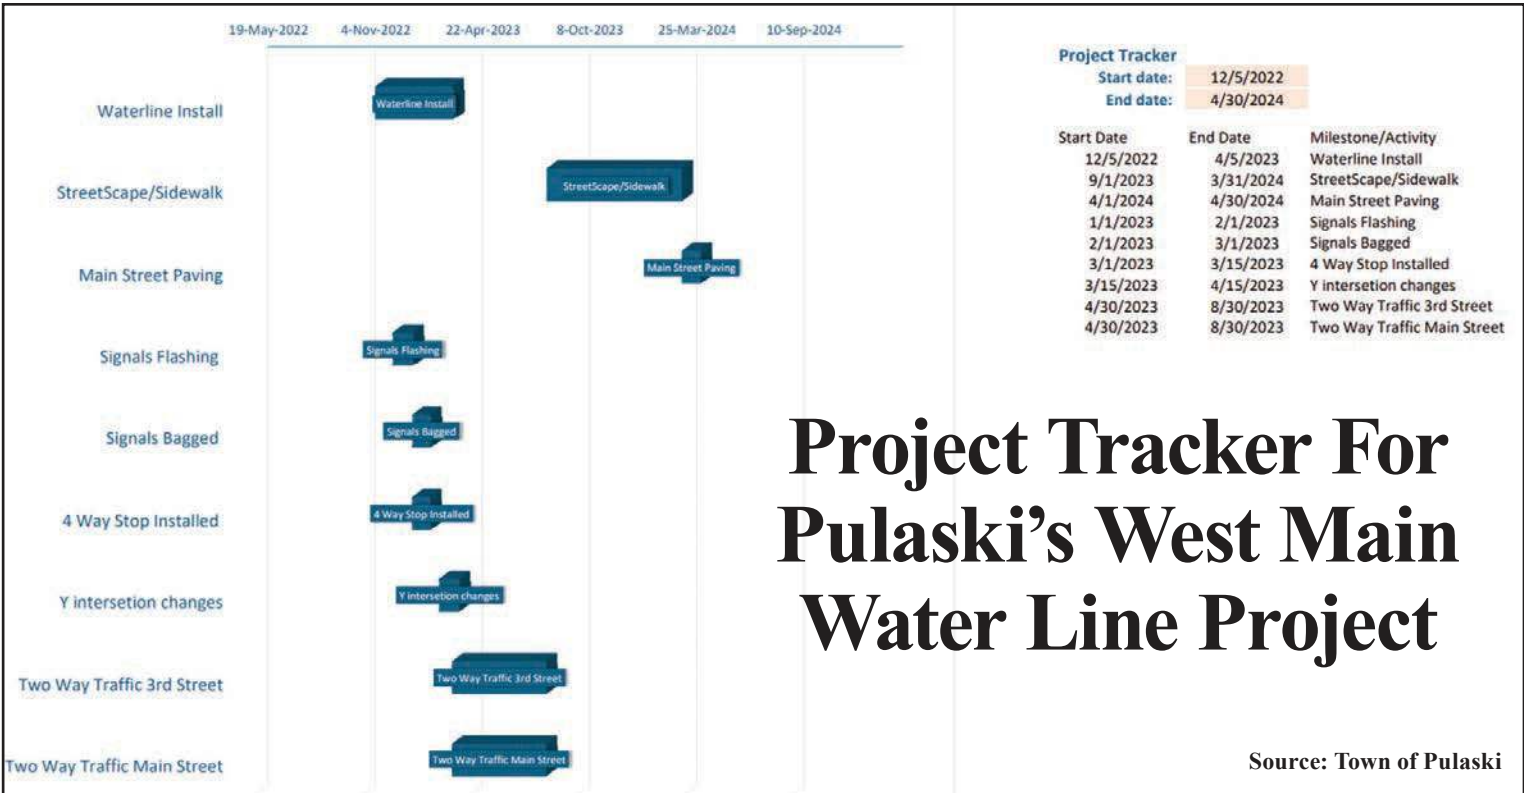 19-May-2022 4-Nov-2022 22-Apr-2023 8-Oct-2023 25-Mar-2024 10-Sep-2024
Waterline Install
Waterline Install
StreetScape/Sidewalk
StreetScape/Sidewalk
Main Street Paving
Main Street Paving
Signals Flashing
Signals Flashing
Signals Bagged
Signals Bagged
4 Way Stop Installed
4 Way Stop Installed
Y intersetion changes
Y intersetion changes
Two Way Traffic 3rd Street
Two Way Traffic 3rd Street
Two Way Traffic Main Street
Two Way Traffic Main Street
Project Tracker
Start date: 12/5/2022
End date: 4/30/2024
Start Date End Date Milestone/Activity
12/5/2022 4/5/2023 Waterline Install
9/1/2023 3/31/2024 StreetScape/Sidewalk
4/1/2024 4/30/2024 Main Street Paving
1/1/2023 2/1/2023 Signals Flashing
2/1/2023 3/1/2023 Signals Bagged
3/1/2023 3/15/2023 4 Way Stop Installed
3/15/2023 4/15/2023 Y intersetion changes
4/30/2023 8/30/2023 Two Way Traffic 3rd Street
4/30/2023 8/30/2023 Two Way Traffic Main Street
Project Tracker For
Pulaski’s West Main
Water Line Project
Source: Town of Pulaski